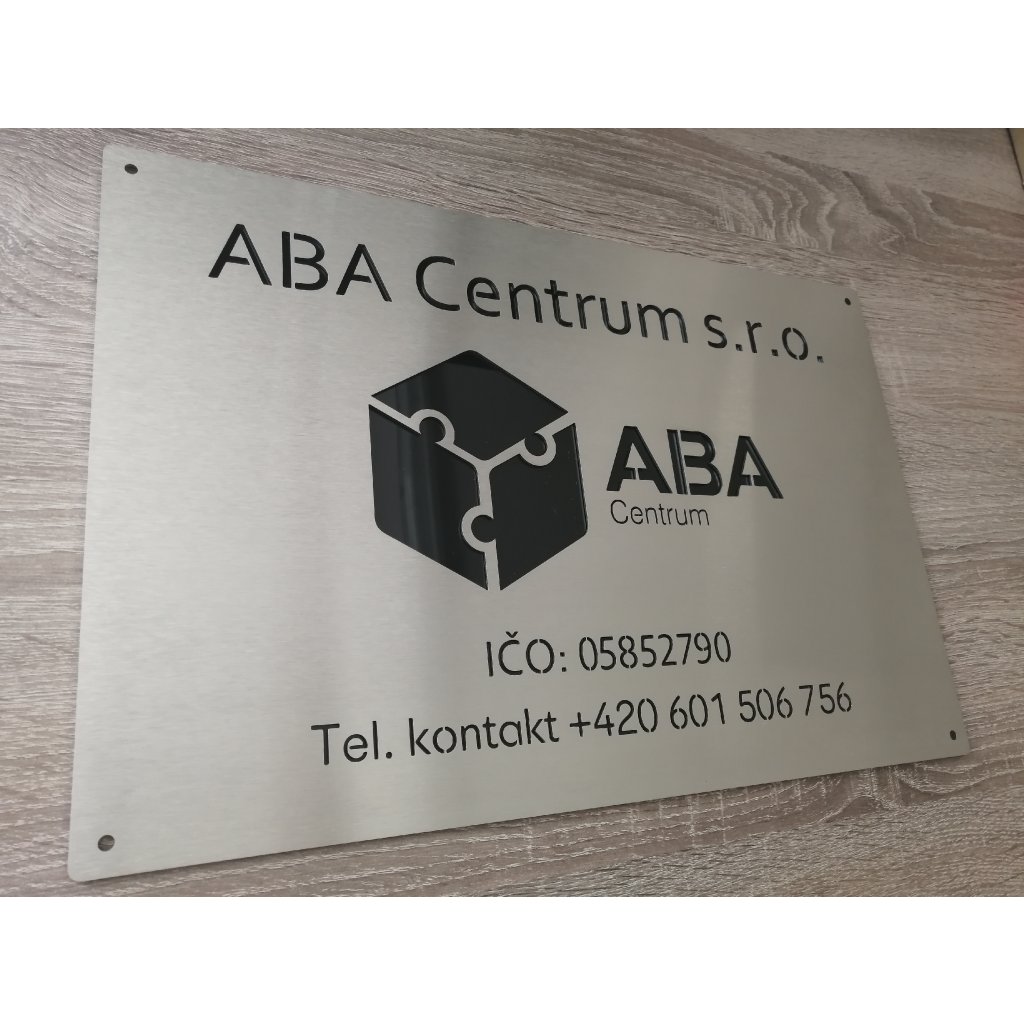 ABA Centrum s.r.o.
ABA
Centrum
IČO: 05852790
Tel. kontakt +420 601 506 756